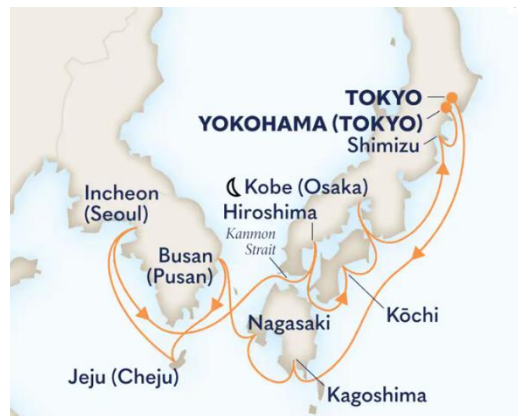 TOKYO
YOKOHAMA (TOKYO)
Shimizu
Kobe (Osaka)
Hiroshima
Kanmon
Strait
Incheon
(Seoul)
Busan
(Pusan)
Nagasaki
Kōchi
Jeju (Cheju)
Kagoshima